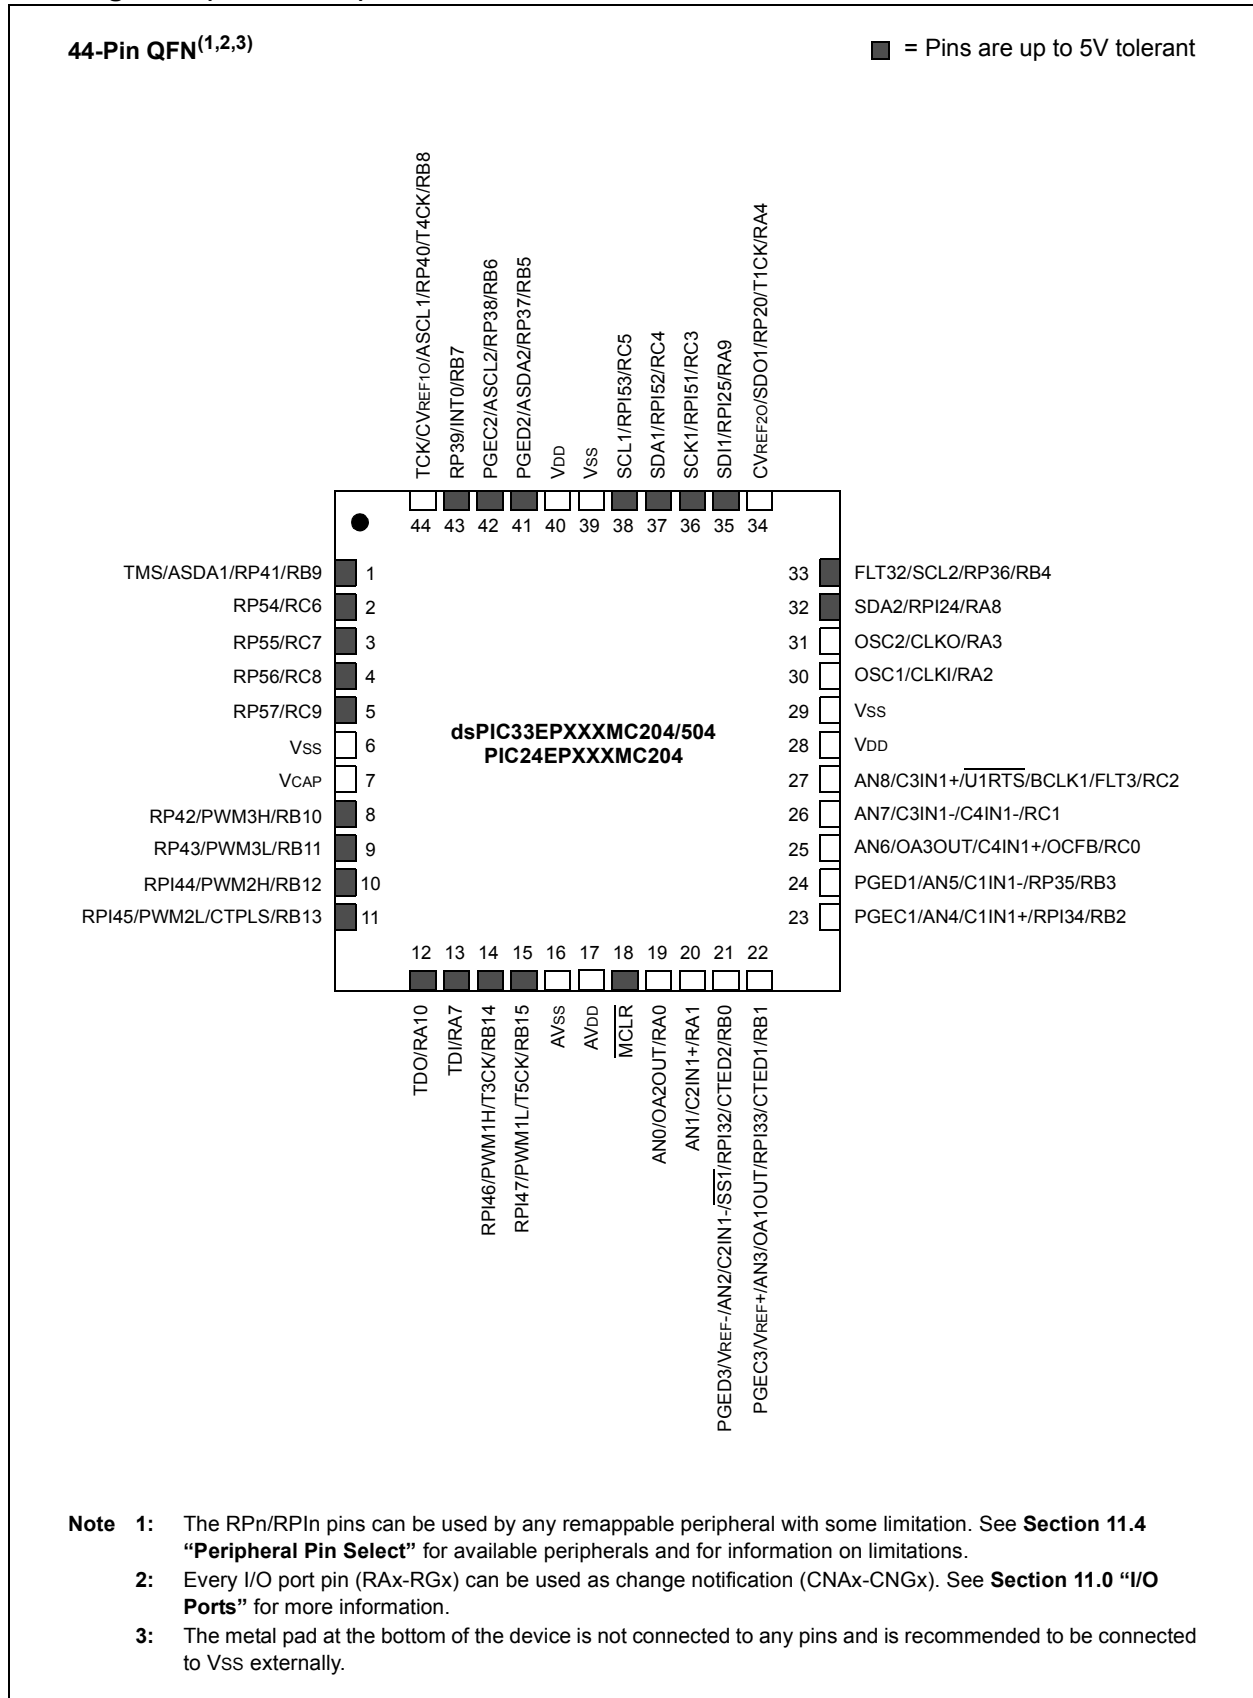 44-Pin QFN(1,2,3)
= Pins are up to 5V tolerant
TCK/CVREF1O/ASCL1/RP40/T4CK/RB8
RP39/INT0/RB7
PGEC2/ASCL2/RP38/RB6
PGED2/ASDA2/RP37/RB5
VDD
VSS
SCL1/RPI53/RC5
SDA1/RPI52/RC4
SCK1/RPI51/RC3
SDI1/RPI25/RA9
CVREF2O/SDO1/RP20/T1CK/RA4
44 43 42 41 40 39 38 37 36 35 34
TMS/ASDA1/RP41/RB9 1
RP54/RC6 2
RP55/RC7 3
RP56/RC8 4
RP57/RC9 5
VSS 6
VCAP 7
RP42/PWM3H/RB10 8
RP43/PWM3L/RB11 9
RPI44/PWM2H/RB12 10
RPI45/PWM2L/CTPLS/RB13 11
dsPIC33EPXXXMC204/504
PIC24EPXXXMC204
33 FLT32/SCL2/RP36/RB4
32 SDA2/RPI24/RA8
31 OSC2/CLKO/RA3
30 OSC1/CLKI/RA2
29 VSS
28 VDD
27 AN8/C3IN1+/U1RTS/BCLK1/FLT3/RC2
26 AN7/C3IN1-/C4IN1-/RC1
25 AN6/OA3OUT/C4IN1+/OCFB/RC0
24 PGED1/AN5/C1IN1-/RP35/RB3
23 PGEC1/AN4/C1IN1+/RPI34/RB2
12 13 14 15 16 17 18 19 20 21 22
TDO/RA10
TDI/RA7
RPI46/PWM1H/T3CK/RB14
RPI47/PWM1L/T5CK/RB15
AVSS
AVDD
MCLR
AN0/OA2OUT/RA0
AN1/C2IN1+/RA1
PGED3/VREF-/AN2/C2IN1-/SS1/RPI32/CTED2/RB0
PGEC3/VREF+/AN3/OA1OUT/RPI33/CTED1/RB1
Note 1: The RPn/RPIn pins can be used by any remappable peripheral with some limitation. See Section 11.4
“Peripheral Pin Select” for available peripherals and for information on limitations.
2: Every I/O port pin (RAx-RGx) can be used as change notification (CNAx-CNGx). See Section 11.0 “I/O
Ports” for more information.
3: The metal pad at the bottom of the device is not connected to any pins and is recommended to be connected
to VSS externally.